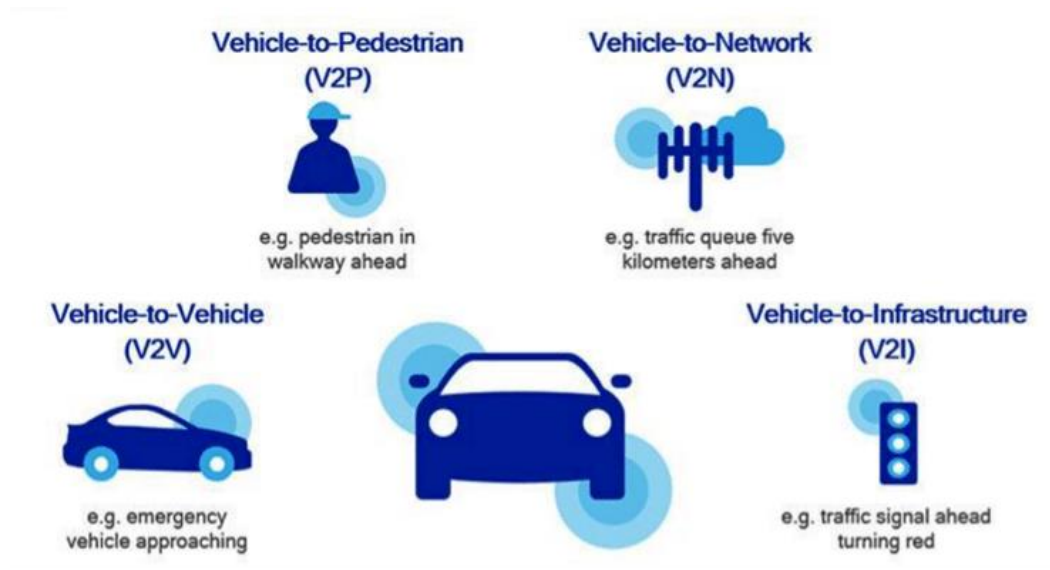 Vehicle-to-Pedestrian
(V2P)
e.g. pedestrian in
walkway ahead
Vehicle-to-Network
(V2N)
e.g. traffic queue five
kilometers ahead
Vehicle-to-Vehicle
(V2V)
e.g. emergency
vehicle approaching
Vehicle-to-Infrastructure
(V2I)
e.g. traffic signal ahead
turning red